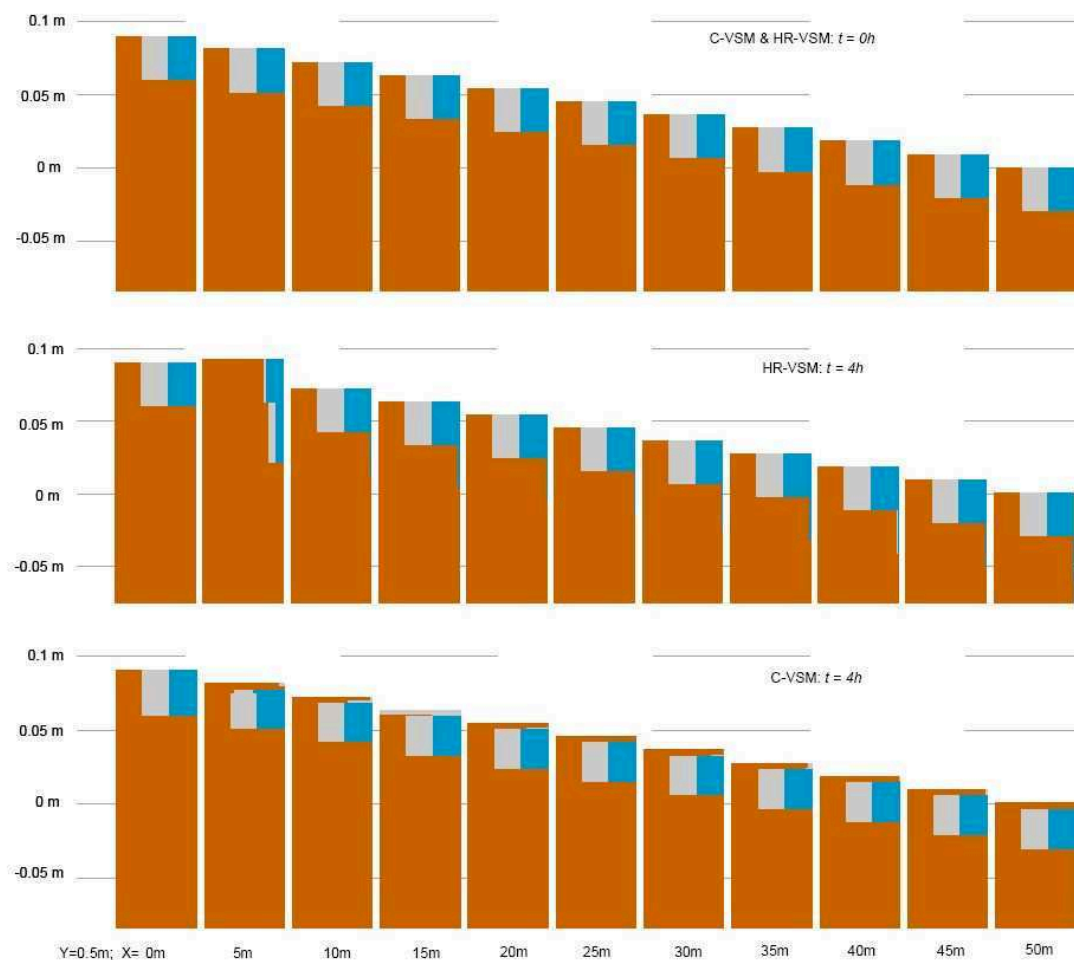 0.1 m
C-VSM & HR-VSM: t = 0h
0.05 m
0 m
-0.05 m
0.1 m
HR-VSM: t = 4h
0.05 m
0 m
-0.05 m
0.1 m
C-VSM: t = 4h
0.05 m
0 m
-0.05 m
Y=0.5m; X= 0m 5m 10m 15m 20m 25m 30m 35m 40m 45m 50m